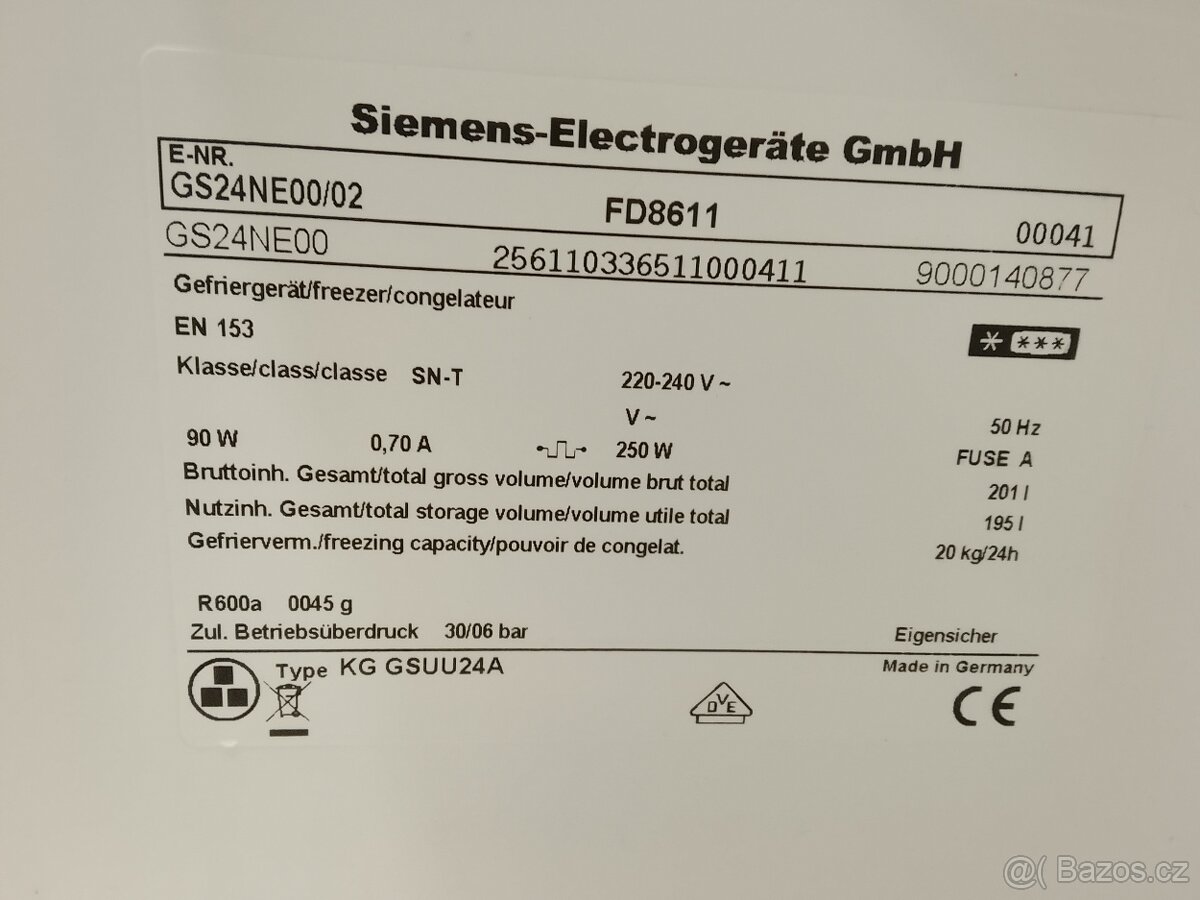 Siemens-Electrogeräte GmbH
E-NR.
GS24NE00/02 FD8611 00041
GS24NE00 256110336511000411 9000140877
Gefriergerät/freezer/congelateur
EN 153
Klasse/class/classe SN-T 220-240 V ~
V ~
50 Hz
90 W 0,70 A 250 W FUSE A
Bruttoinh. Gesamt/total gross volume/volume brut total 201 l
Nutzinh. Gesamt/total storage volume/volume utile total 195 l
Gefrierverm./freezing capacity/pouvoir de congelat. 20 kg/24h
R600a 0045 g
Zul. Betriebsüberdruck 30/06 bar Eigensicher
Type KG GSUU24A Made in Germany
DVE CE
@( Bazos.cz